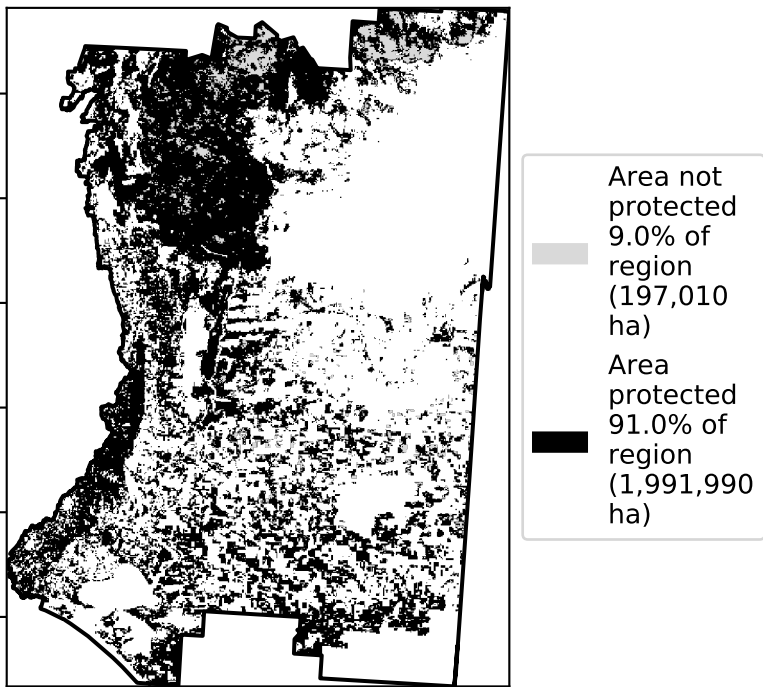 Area not
protected
9.0% of
region
(197,010
ha)
Area
protected
91.0% of
region
(1,991,990
ha)